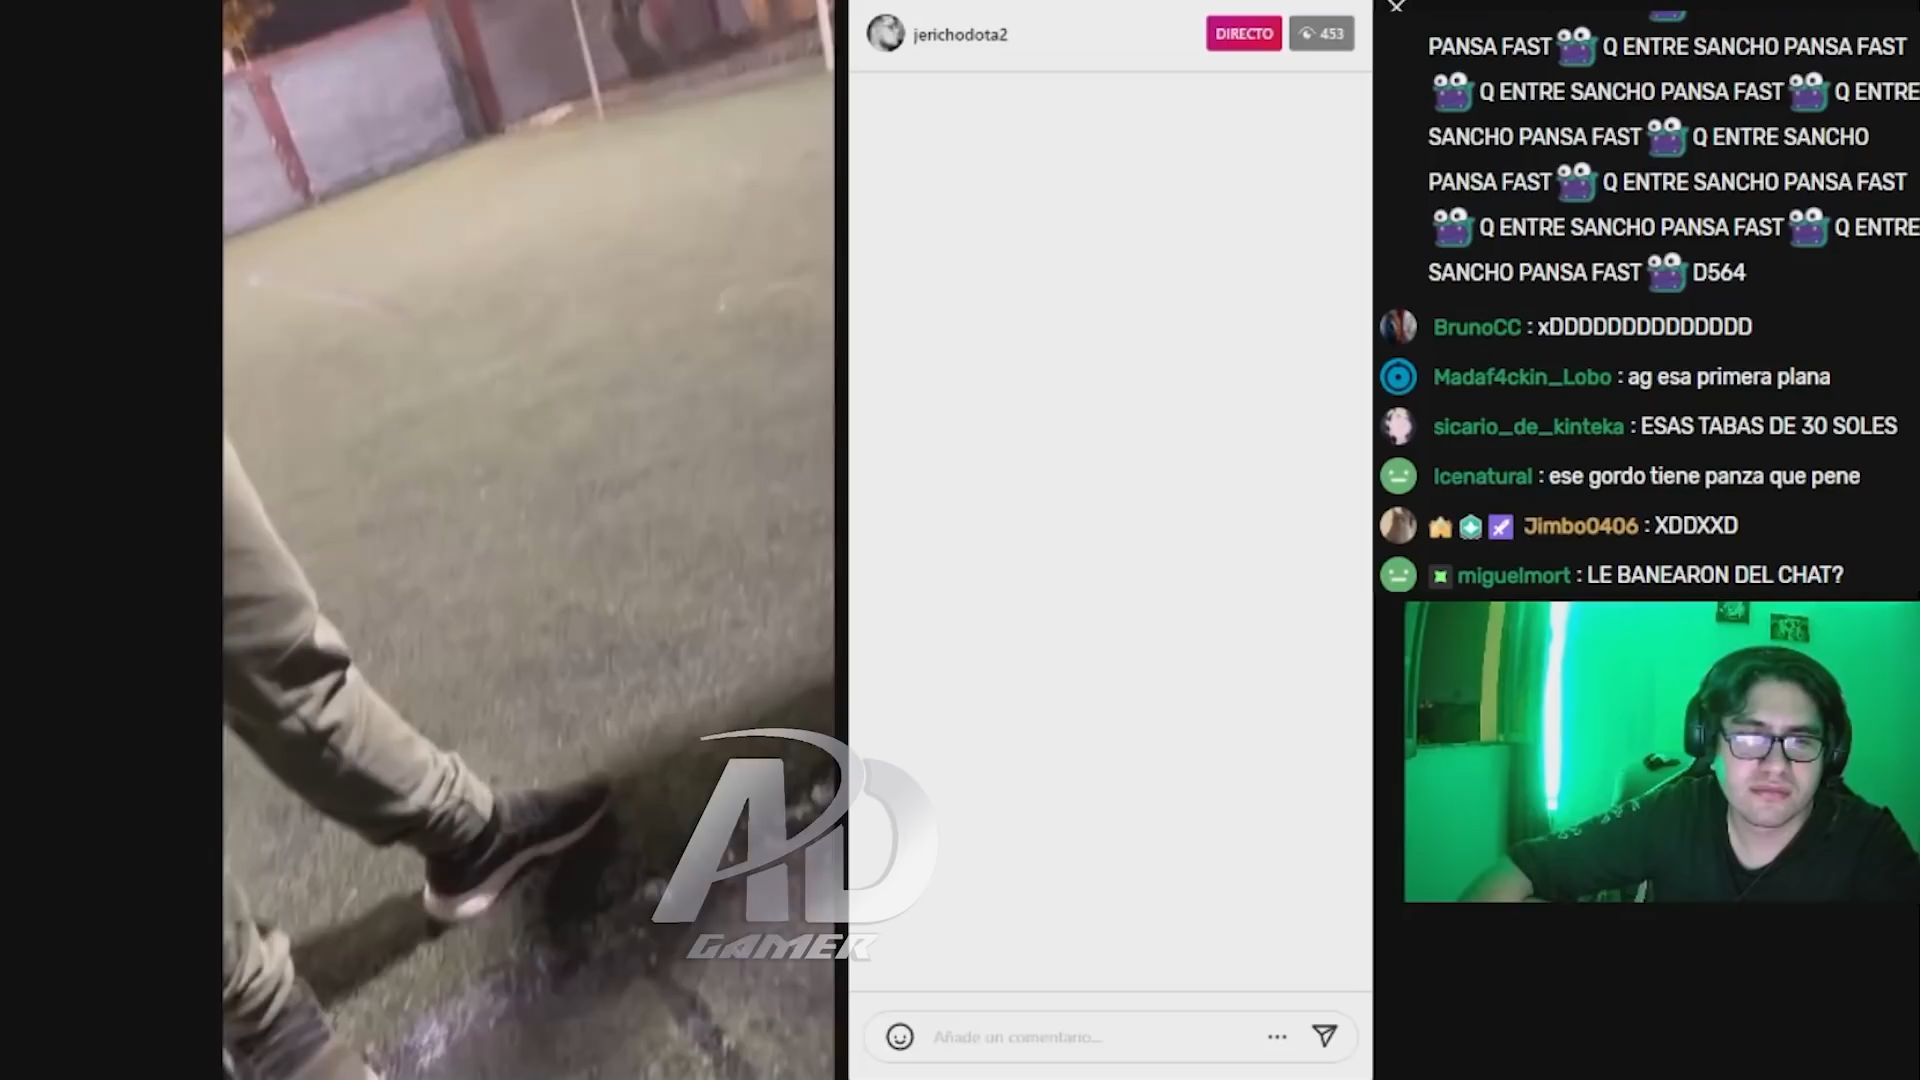 jerichodota2
DIRECTO
453
PANSA FAST Q ENTRE SANCHO PANSA FAST
Q ENTRE SANCHO PANSA FAST Q ENTRE
SANCHO PANSA FAST Q ENTRE SANCHO
PANSA FAST Q ENTRE SANCHO PANSA FAST
Q ENTRE SANCHO PANSA FAST Q ENTRE
SANCHO PANSA FAST D564
BrunoCC : xDDDDDDDDDDDDDD
Madaf4ckin_Lobo : ag esa primera plana
sicario_de_kinteka : ESAS TABAS DE 30 SOLES
Icenatural : ese gordo tiene panza que pene
Jimbo0406 : XDDXXD
miguelmort : LE BANEARON DEL CHAT?
AD
GAMER
Añade un comentario...